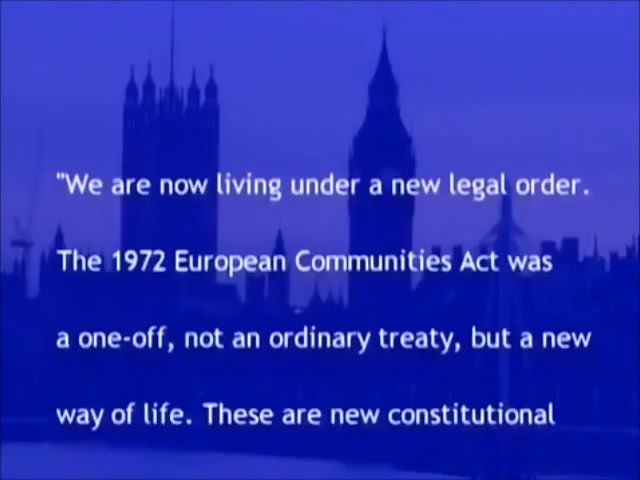 "We are now living under a new legal order.
The 1972 European Communities Act was
a one-off, not an ordinary treaty, but a new
way of life. These are new constitutional